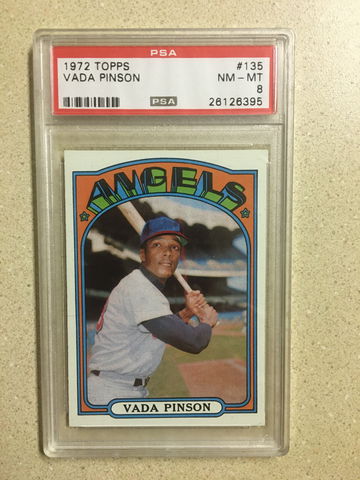 PSA
1972 TOPPS #135
VADA PINSON NM - MT
8
PSA 26126395
ANGELS
VADA PINSON